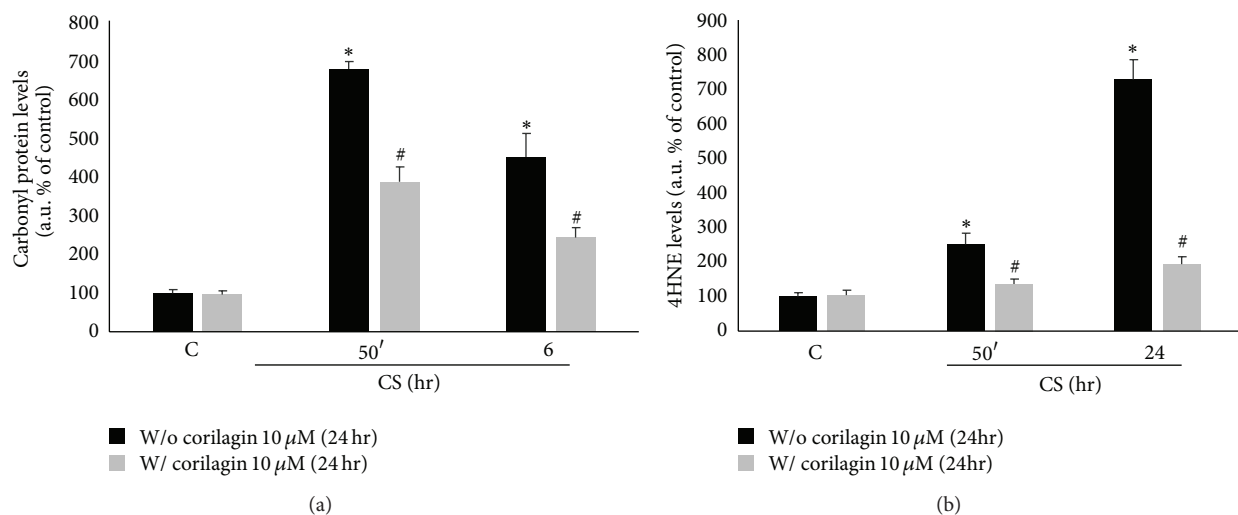 Carbonyl protein levels
(a.u. % of control)
800
700
600
500
400
300
200
100
0
*
#
*
#
C
50′
6
CS (hr)
W/o corilagin 10 μM (24 hr)
W/ corilagin 10 μM (24 hr)
(a)
4HNE levels (a.u. % of control)
900
800
700
600
500
400
300
200
100
0
*
#
*
#
C
50′
24
CS (hr)
W/o corilagin 10 μM (24hr)
W/ corilagin 10 μM (24hr)
(b)